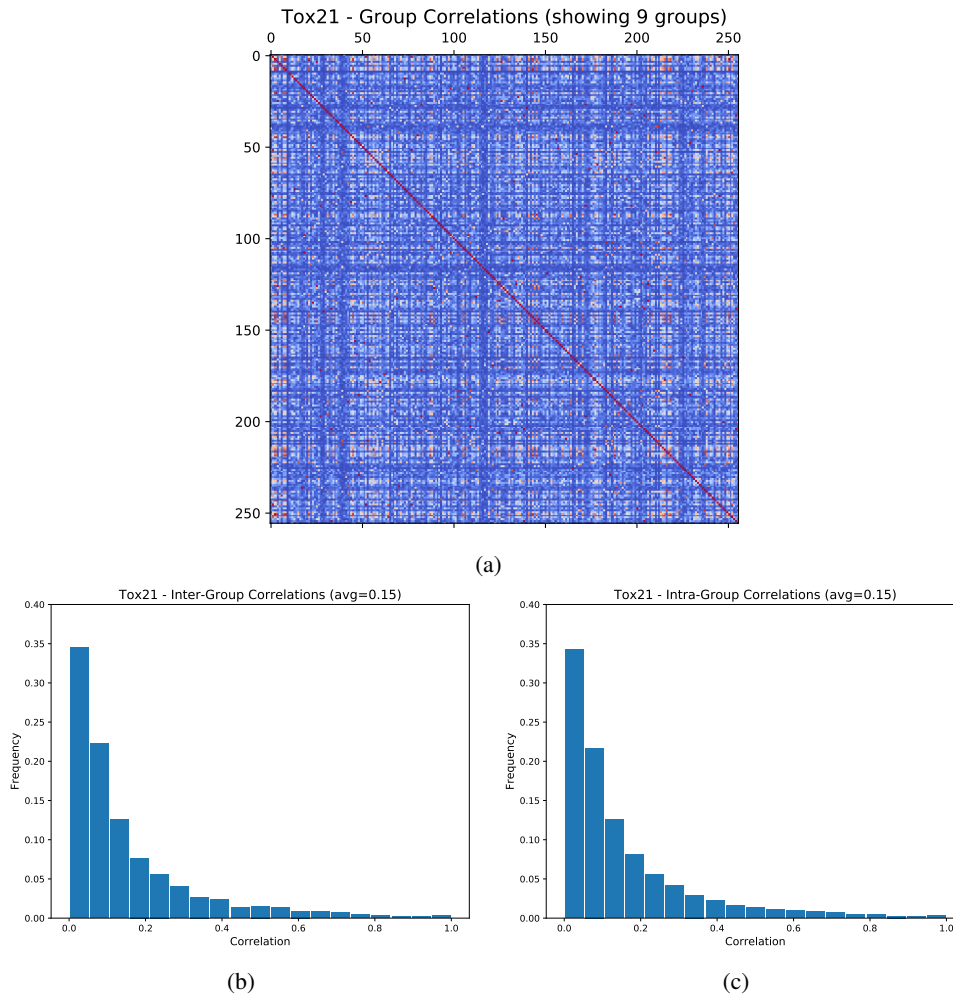 Tox21 - Group Correlations (showing 9 groups)
0 50 100 150 200 250
0
50
100
150
200
250
(a)
Tox21 - Inter-Group Correlations (avg=0.15)
0.40
0.35
0.30
0.25
0.20
0.15
0.10
0.05
0.00
Frequency
0.0 0.2 0.4 0.6 0.8 1.0
Correlation
(b)
Tox21 - Intra-Group Correlations (avg=0.15)
0.40
0.35
0.30
0.25
0.20
0.15
0.10
0.05
0.00
Frequency
0.0 0.2 0.4 0.6 0.8 1.0
Correlation
(c)